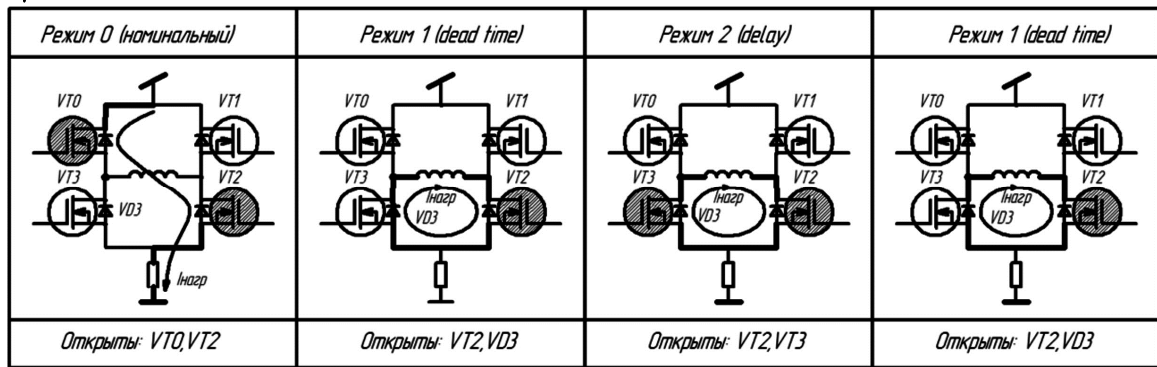 Режим 0 (номинальный)
Режим 1 (dead time)
Режим 2 (delay)
Режим 1 (dead time)
VT0
VT1
VT3
VT2
VD3
Iнагр
VT0
VT1
VT3
VT2
Iнагр
VD3
VT0
VT1
VT3
VT2
Iнагр
VD3
VT0
VT1
VT3
VT2
Iнагр
VD3
Открыты: VT0,VT2
Открыты: VT2,VD3
Открыты: VT2,VT3
Открыты: VT2,VD3